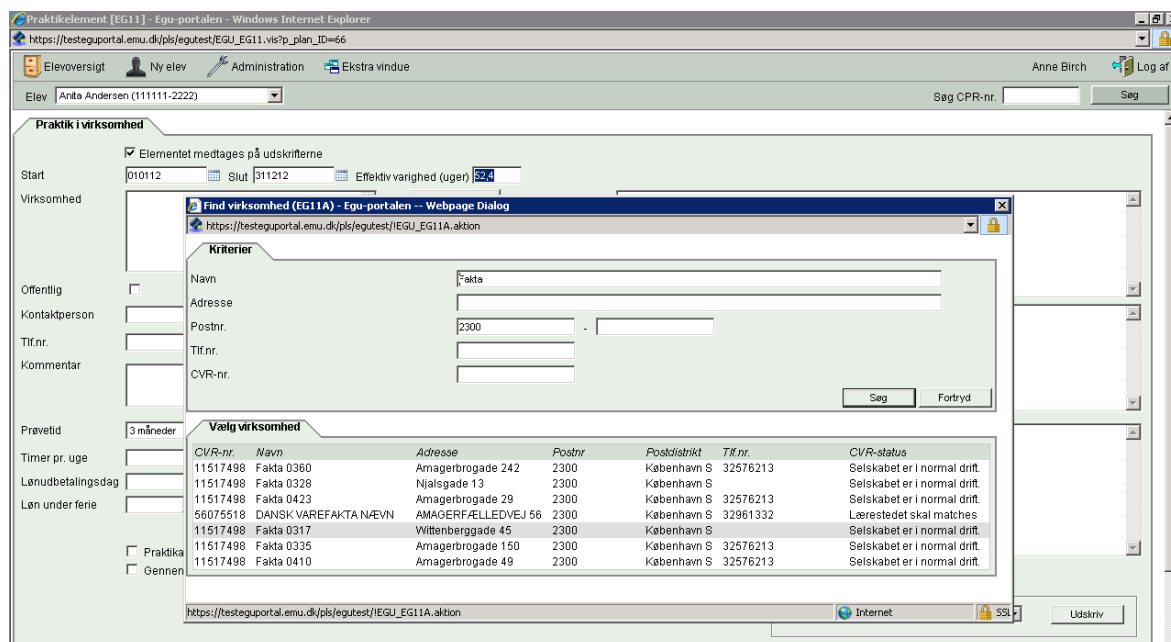 Praktikelement [EG11] - Egu-portalen - Windows Internet Explorer
https://testeguportal.emu.dk/pls/egutest/EGU_EG11.vis?p_plan_ID=66
Elevoversigt Ny elev Administration Ekstra vindue Anne Birch Log af
Elev Anita Andersen (111111-2222) Søg CPR-nr. Søg
Praktik i virksomhed
Elementet medtages på udskrifterne
Start 010112 Slut 311212 Effektiv varighed (uger) 52,4
Virksomhed
Find virksomhed (EG11A) - Egu-portalen -- Webpage Dialog
https://testeguportal.emu.dk/pls/egutest/!EGU_EG11A.aktion
Kriterier
Navn Fakta
Adresse
Postnr. 2300 -
Tlf.nr.
CVR-nr.
Søg Fortryd
Vælg virksomhed
CVR-nr. Navn Adresse Postnr Postdistrikt Tlf.nr. CVR-status
11517498 Fakta 0360 Amagerbrogade 242 2300 København S 32576213 Selskabet er i normal drift.
11517498 Fakta 0328 Njalsgade 13 2300 København S Selskabet er i normal drift.
11517498 Fakta 0423 Amagerbrogade 29 2300 København S 32576213 Selskabet er i normal drift.
56075518 DANSK VAREFAKTA NÆVN AMAGERFÆLLEDVEJ 56 2300 København S 32961332 Lærestedet skal matches
11517498 Fakta 0317 Wittenberggade 45 2300 København S Selskabet er i normal drift.
11517498 Fakta 0335 Amagerbrogade 150 2300 København S 32576213 Selskabet er i normal drift.
11517498 Fakta 0410 Amagerbrogade 49 2300 København S 32576213 Selskabet er i normal drift.
https://testeguportal.emu.dk/pls/egutest/!EGU_EG11A.aktion Internet SSL
Offentlig
Kontaktperson
Tlf.nr.
Kommentar
Prøvetid 3 måneder
Timer pr. uge
Lønudbetalingsdag
Løn under ferie
Praktika
Gennen
Udskriv